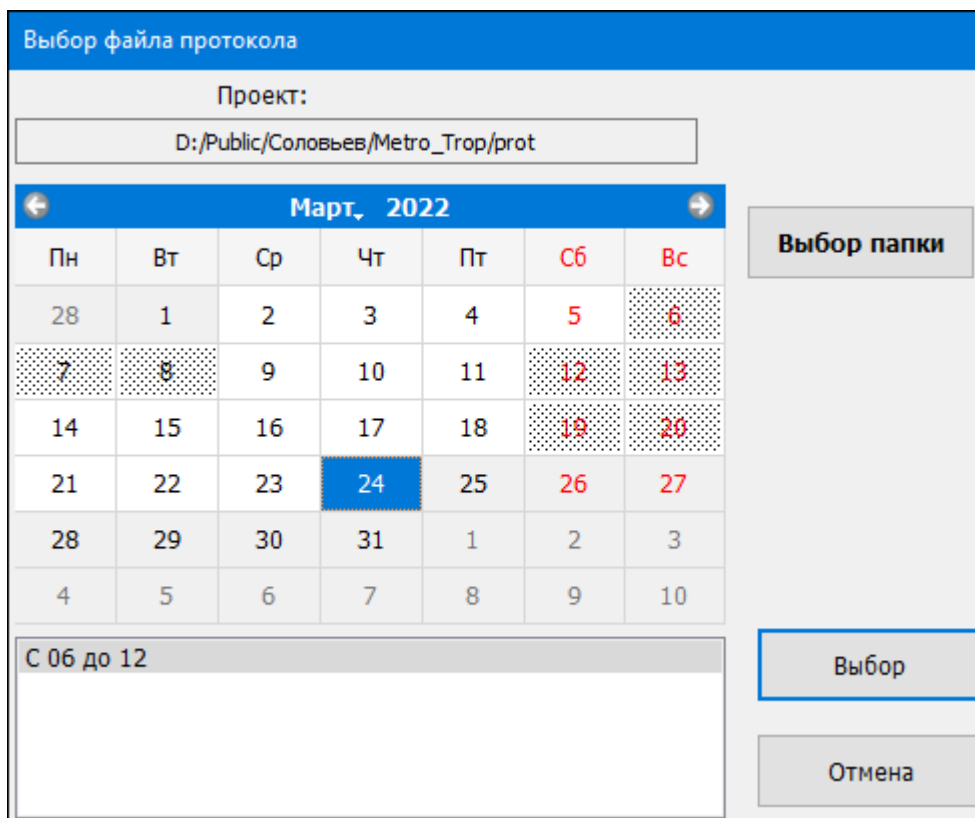 Выбор файла протокола
Проект:
D:/Public/Соловьев/Metro_Trop/prot
Март, 2022
Пн Вт Ср Чт Пт Сб Вс
28 1 2 3 4 5 6
7 8 9 10 11 12 13
14 15 16 17 18 19 20
21 22 23 24 25 26 27
28 29 30 31 1 2 3
4 5 6 7 8 9 10
Выбор папки
С 06 до 12
Выбор
Отмена